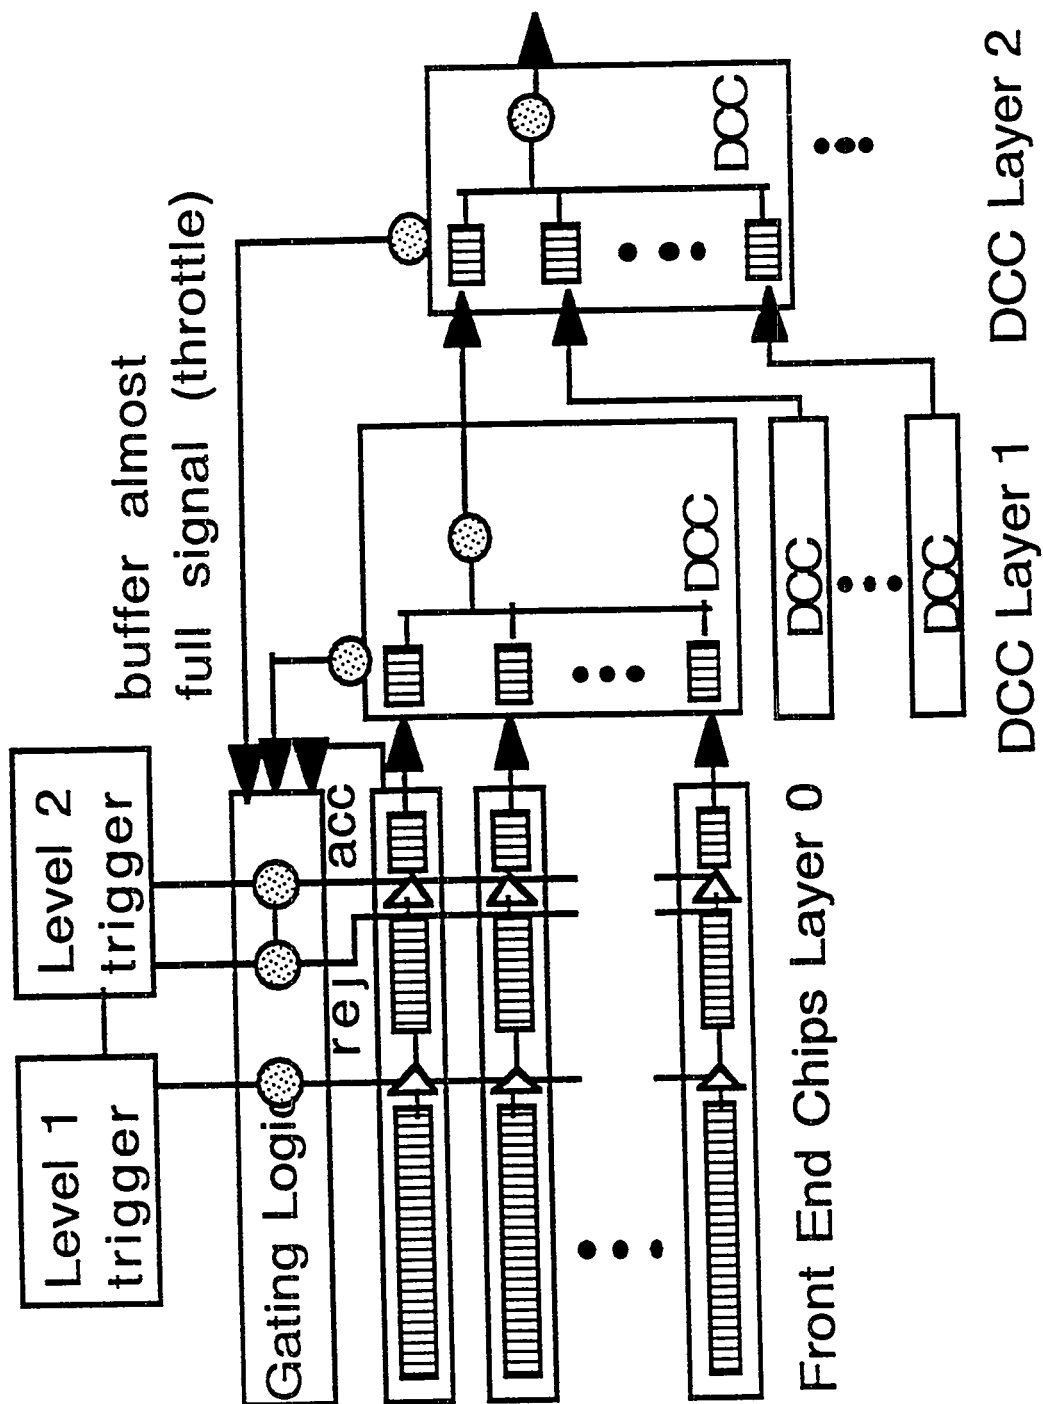 Level 1
trigger
Level 2
trigger
buffer almost
full signal (throttle)
Gating Logic
rej
acc
DCC
DCC
DCC
DCC
Front End Chips Layer 0
DCC Layer 1
DCC Layer 2